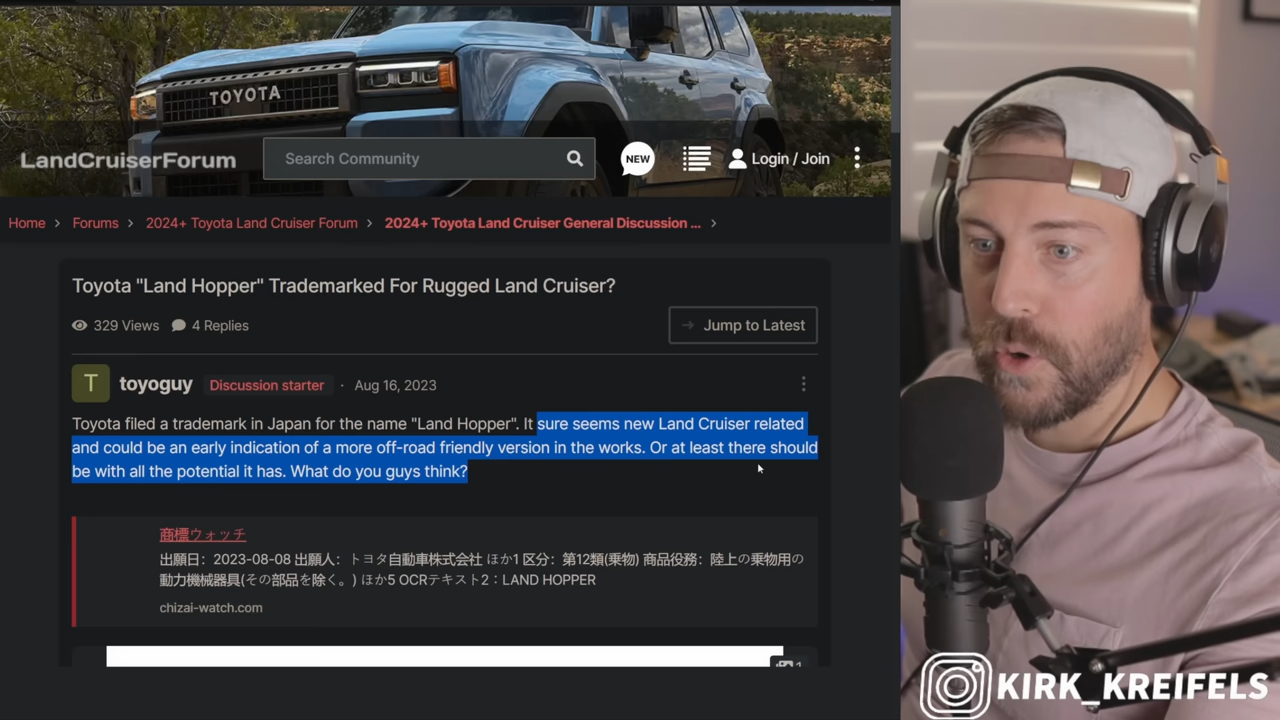 TOYOTA
LandCruiserForum
Search Community
NEW
Login / Join
Home > Forums > 2024+ Toyota Land Cruiser Forum > 2024+ Toyota Land Cruiser General Discussion ... >
Toyota "Land Hopper" Trademarked For Rugged Land Cruiser?
329 Views 4 Replies
Jump to Latest
T
toyoguy Discussion starter · Aug 16, 2023
Toyota filed a trademark in Japan for the name "Land Hopper". It sure seems new Land Cruiser related
and could be an early indication of a more off-road friendly version in the works. Or at least there should
be with all the potential it has. What do you guys think?
商標ウォッチ
出願日：2023-08-08 出願人：トヨタ自動車株式会社 ほか1 区分：第12類(乗物) 商品役務：陸上の乗物用の
動力機械器具(その部品を除く。) ほか5 OCRテキスト2：LAND HOPPER
chizai-watch.com
1
KIRK_KREIFELS